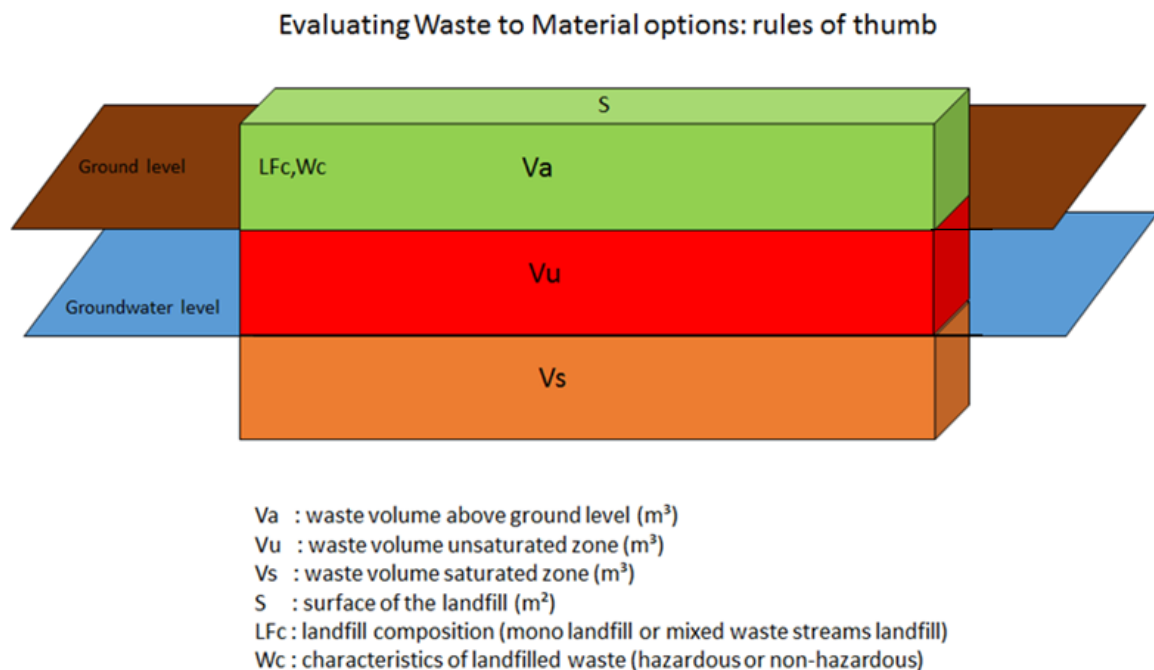 Evaluating Waste to Material options: rules of thumb
S
Ground level
LFc,Wc
Va
Vu
Groundwater level
Vs
Va : waste volume above ground level (m³)
Vu : waste volume unsaturated zone (m³)
Vs : waste volume saturated zone (m³)
S : surface of the landfill (m²)
LFc : landfill composition (mono landfill or mixed waste streams landfill)
Wc : characteristics of landfilled waste (hazardous or non-hazardous)